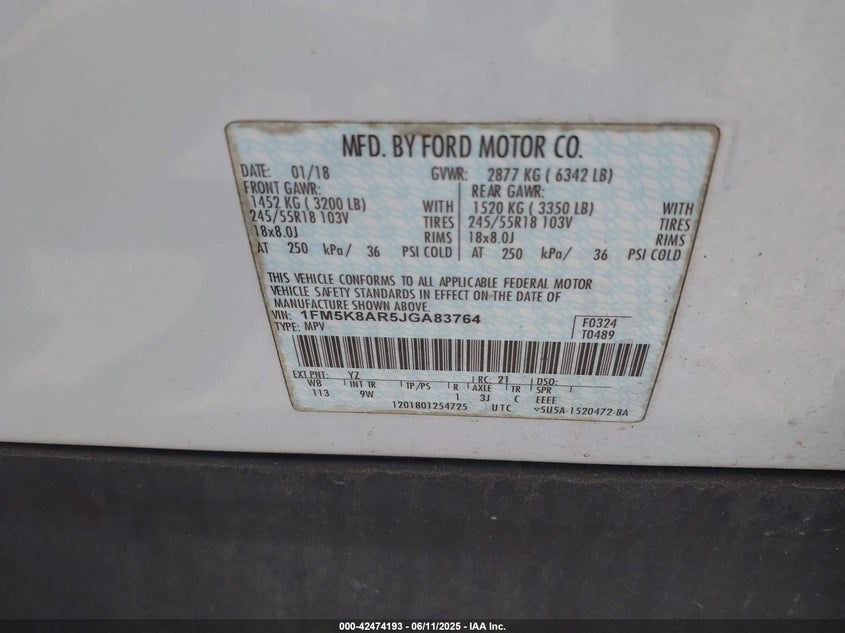 MFD. BY FORD MOTOR CO.
DATE: 01/18 GVWR: 2877 KG ( 6342 LB)
FRONT GAWR: REAR GAWR:
1452 KG ( 3200 LB) WITH 1520 KG ( 3350 LB) WITH
245/55R18 103V TIRES 245/55R18 103V TIRES
18x8.0J RIMS 18x8.0J RIMS
AT 250 kPa/ 36 PSI COLD AT 250 kPa/ 36 PSI COLD
THIS VEHICLE CONFORMS TO ALL APPLICABLE FEDERAL MOTOR
VEHICLE SAFETY STANDARDS IN EFFECT ON THE DATE OF
MANUFACTURE SHOWN ABOVE.
VIN: 1FM5K8AR5JGA83764 F0324
TYPE: MPV T0489
EXT PNT: YZ RC: 21 DSO:
WB INT TR TP/PS R AXLE TR SPR
113 9W 1 3J C EEEE
1201801254725 UTC 5U5A-1520472-BA
000-42474193 - 06/11/2025 - IAA Inc.